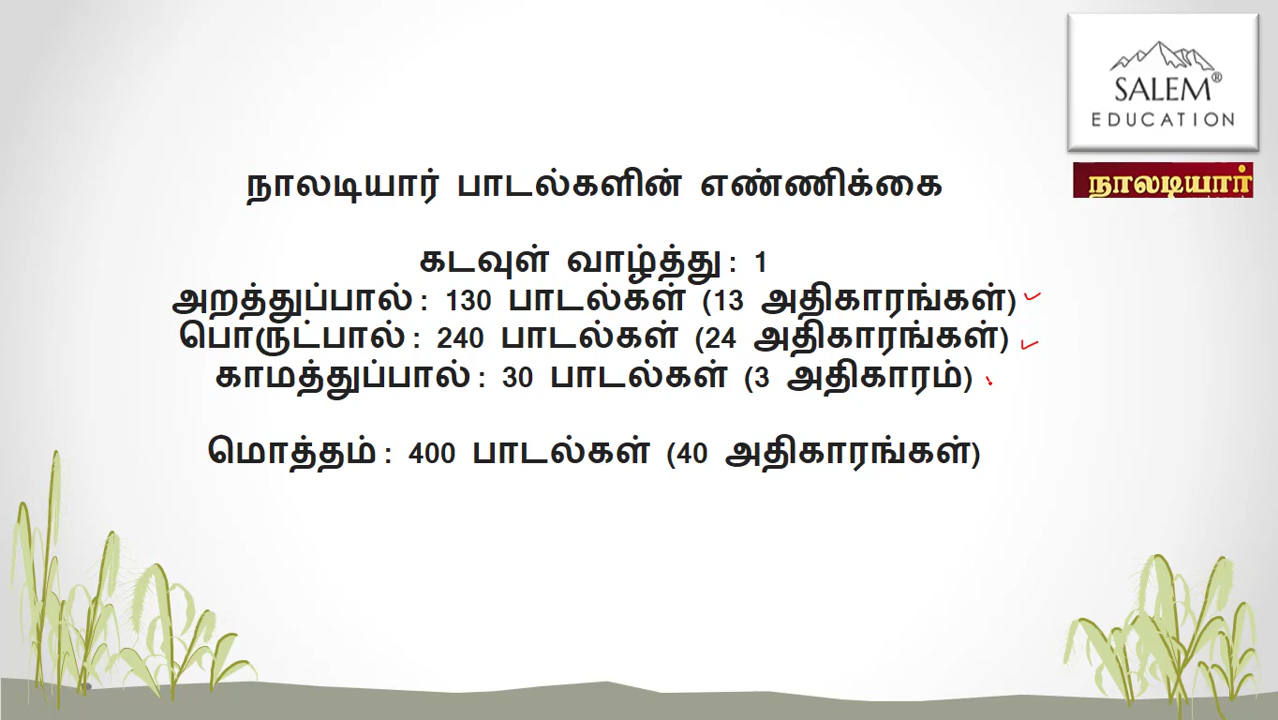 SALEM®
EDUCATION
நாலடியார்
நாலடியார் பாடல்களின் எண்ணிக்கை
கடவுள் வாழ்த்து : 1
அறத்துப்பால் : 130 பாடல்கள் (13 அதிகாரங்கள்)
பொருட்பால் : 240 பாடல்கள் (24 அதிகாரங்கள்)
காமத்துப்பால் : 30 பாடல்கள் (3 அதிகாரம்)
மொத்தம் : 400 பாடல்கள் (40 அதிகாரங்கள்)